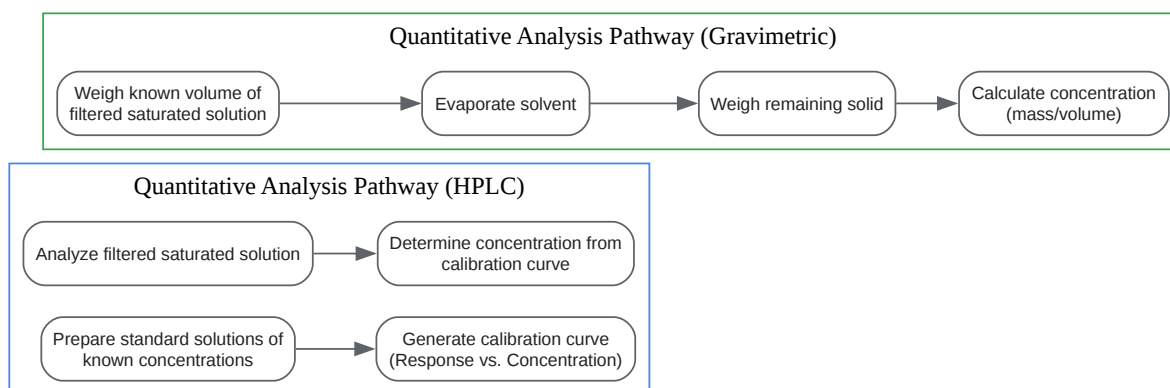 Quantitative Analysis Pathway (Gravimetric)
Weigh known volume of
filtered saturated solution
Evaporate solvent
Weigh remaining solid
Calculate concentration
(mass/volume)
Quantitative Analysis Pathway (HPLC)
Analyze filtered saturated solution
Determine concentration from
calibration curve
Prepare standard solutions of
known concentrations
Generate calibration curve
(Response vs. Concentration)